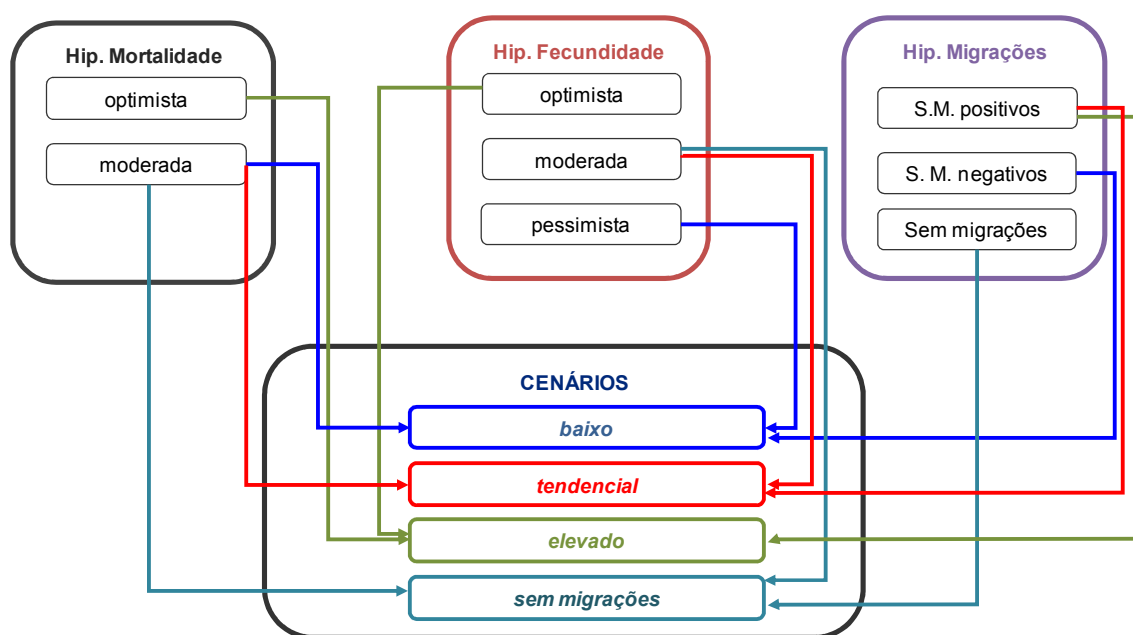 Hip. Mortalidade
optimista
moderada
Hip. Fecundidade
optimista
moderada
pessimista
Hip. Migrações
S.M. positivos
S. M. negativos
Sem migrações
CENÁRIOS
baixo
tendencial
elevado
sem migrações